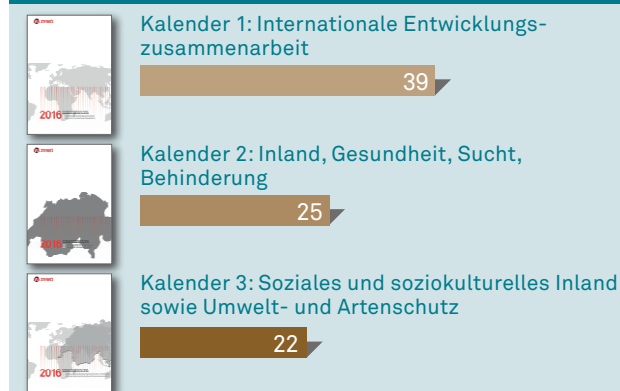 Kalender 1: Internationale Entwicklungs-
zusammenarbeit
39
2016
Kalender 2: Inland, Gesundheit, Sucht,
Behinderung
25
2016
Kalender 3: Soziales und soziokulturelles Inland
sowie Umwelt- und Artenschutz
22
2016